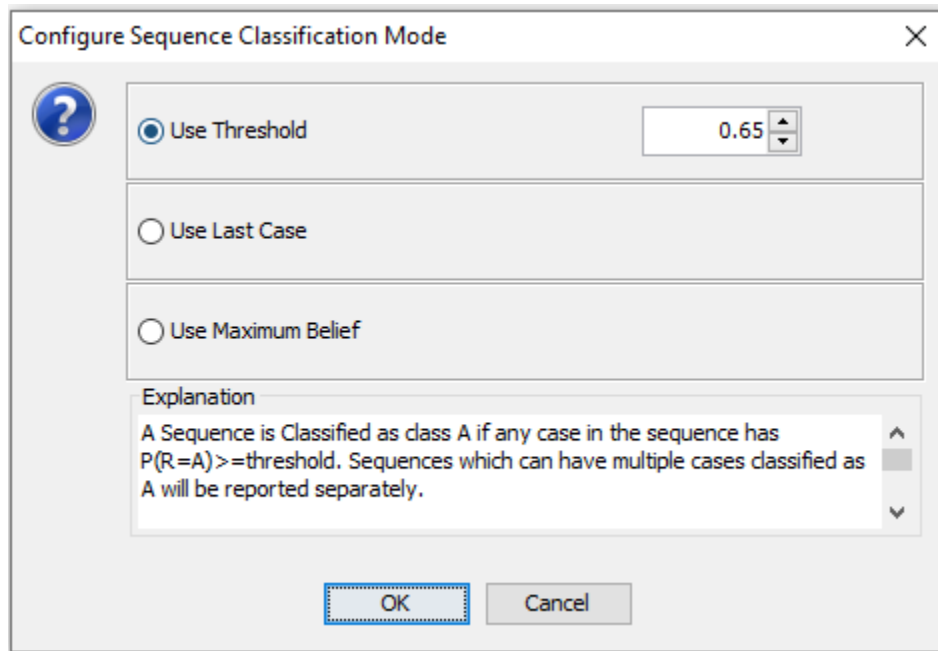 Configure Sequence Classification Mode
?
Use Threshold
0.65
Use Last Case
Use Maximum Belief
Explanation
A Sequence is Classified as class A if any case in the sequence has
P(R=A)>=threshold. Sequences which can have multiple cases classified as
A will be reported separately.
OK
Cancel